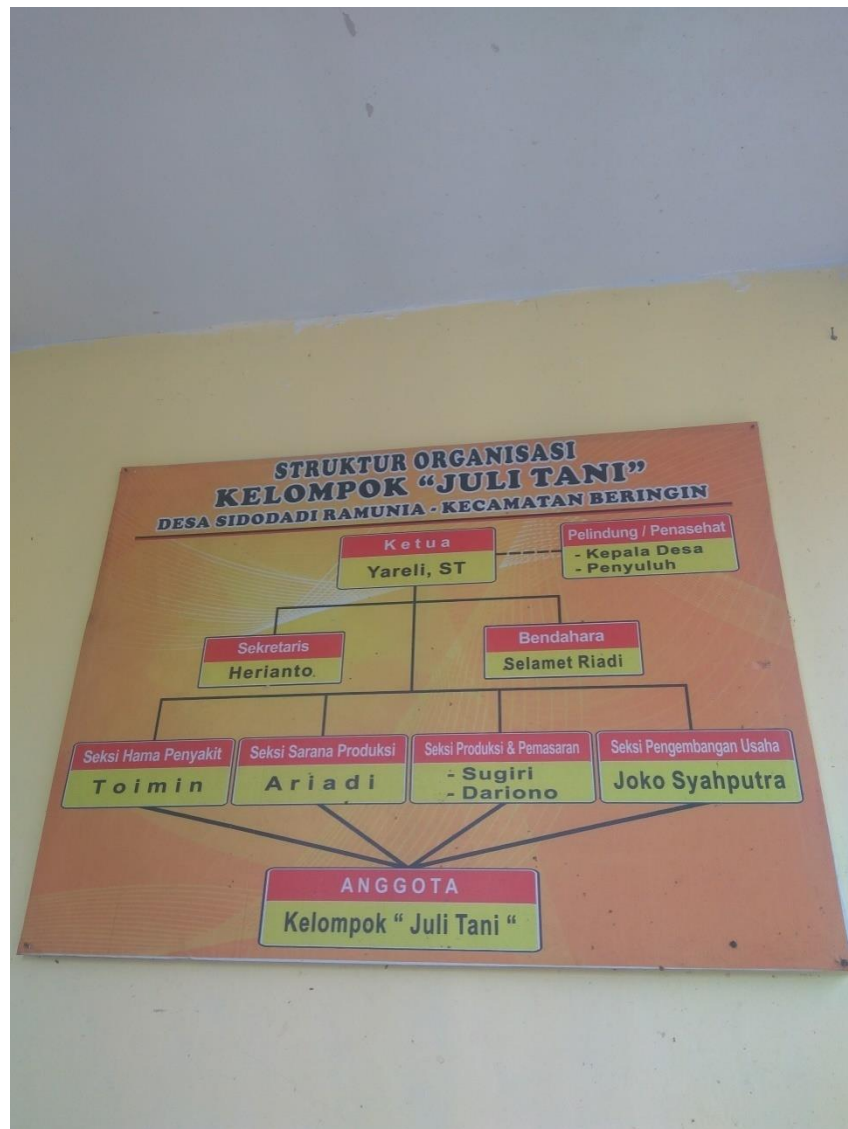 STRUKTUR ORGANISASI
KELOMPOK “JULI TANI”
DESA SIDODADI RAMUNIA - KECAMATAN BERINGIN
Ketua
Yareli, ST
Pelindung / Penasehat
- Kepala Desa
- Penyuluh
Sekretaris
Herianto
Bendahara
Selamet Riadi
Seksi Hama Penyakit
Toimin
Seksi Sarana Produksi
Ariadi
Seksi Produksi & Pemasaran
- Sugiri
- Dariono
Seksi Pengembangan Usaha
Joko Syahputra
ANGGOTA
Kelompok “ Juli Tani “